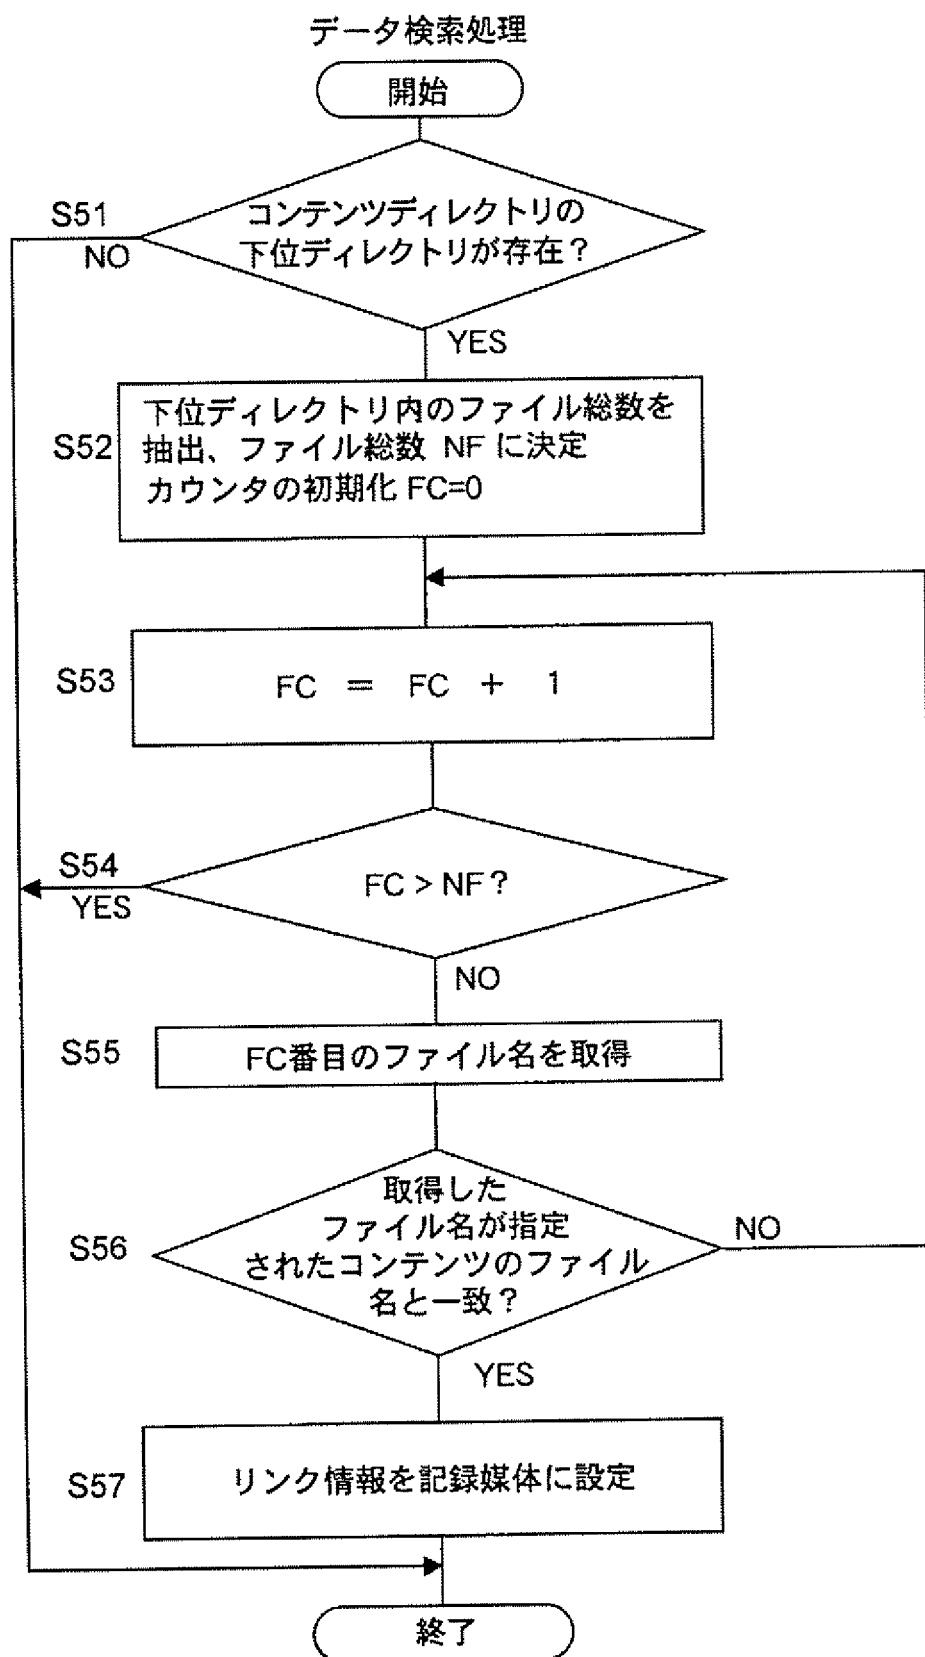 データ検索処理
開始
S51
NO
コンテンツディレクトリの
下位ディレクトリが存在?
YES
S52
下位ディレクトリ内のファイル総数を
抽出、ファイル総数 NF に決定
カウンタの初期化 FC=0
S53
FC = FC + 1
S54
YES
FC > NF?
NO
S55
FC番目のファイル名を取得
S56
取得した
ファイル名が指定
されたコンテンツのファイル
名と一致?
NO
YES
S57
リンク情報を記録媒体に設定
終了